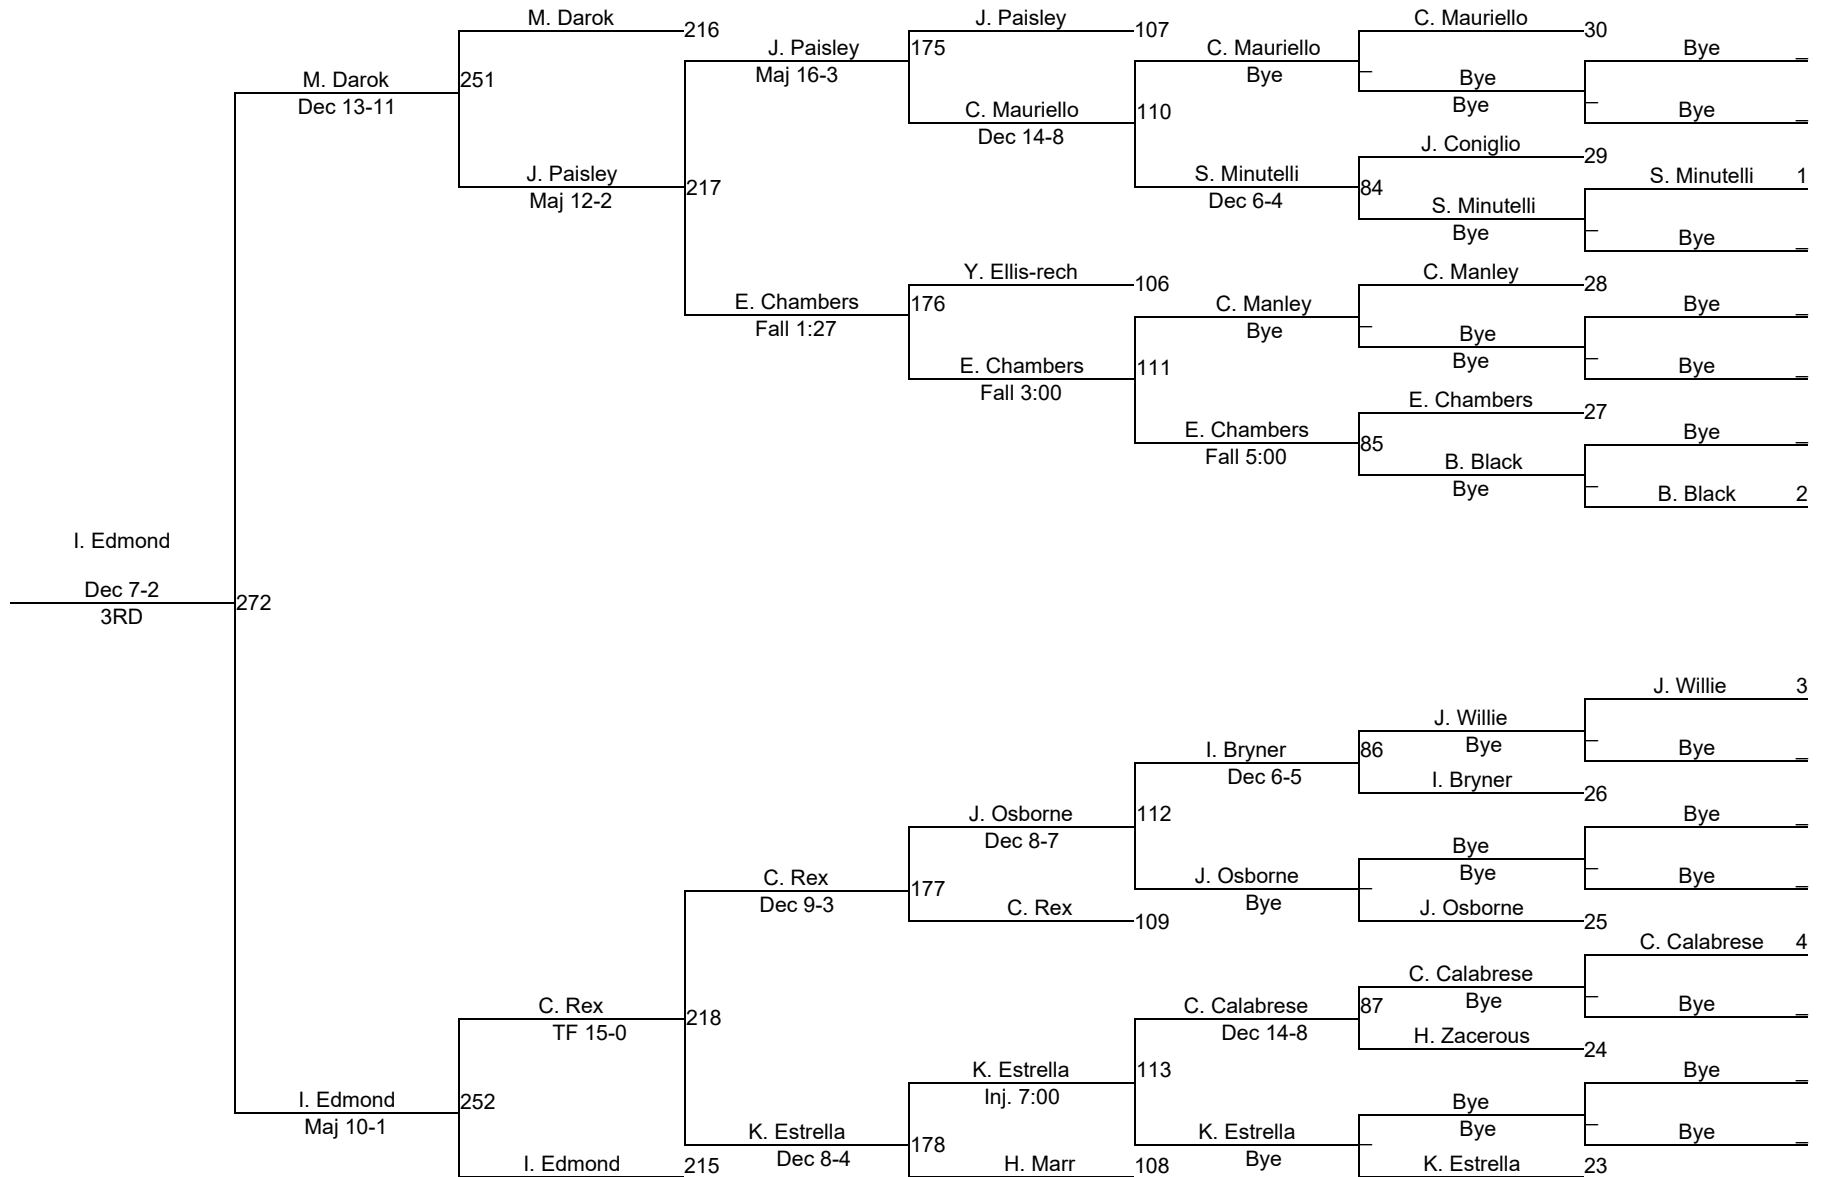 M. Darok
216
J. Paisley
107
C. Mauriello
30
J. Paisley
Maj 16-3
175
C. Mauriello
Bye
Bye _
M. Darok
Dec 13-11
251
_
Bye
Bye
C. Mauriello
Dec 14-8
110
_
Bye _
J. Coniglio
29
J. Paisley
Maj 12-2
217
S. Minutelli
Dec 6-4
84
S. Minutelli 1
S. Minutelli
Bye
_
Bye _
Y. Ellis-rech
106
C. Manley
28
E. Chambers
Fall 1:27
176
C. Manley
Bye
Bye _
_
Bye
Bye
E. Chambers
Fall 3:00
111
_
Bye _
E. Chambers
27
E. Chambers
Fall 5:00
85
Bye _
B. Black
Bye
_
B. Black 2
I. Edmond
Dec 7-2
3RD
272
J. Willie 3
J. Willie
Bye
I. Bryner
Dec 6-5
86
_
Bye _
I. Bryner
26
J. Osborne
Dec 8-7
112
Bye _
Bye
Bye
C. Rex
Dec 9-3
177
J. Osborne
Bye
_
_
Bye _
C. Rex
109
J. Osborne
25
C. Calabrese 4
C. Calabrese
Bye
C. Rex
TF 15-0
218
C. Calabrese
Dec 14-8
87
_
Bye _
H. Zacerous
24
K. Estrella
Inj. 7:00
113
Bye _
I. Edmond
Maj 10-1
252
Bye
Bye
K. Estrella
Dec 8-4
178
K. Estrella
Bye
_
_
Bye _
I. Edmond
215
H. Marr
108
K. Estrella
23